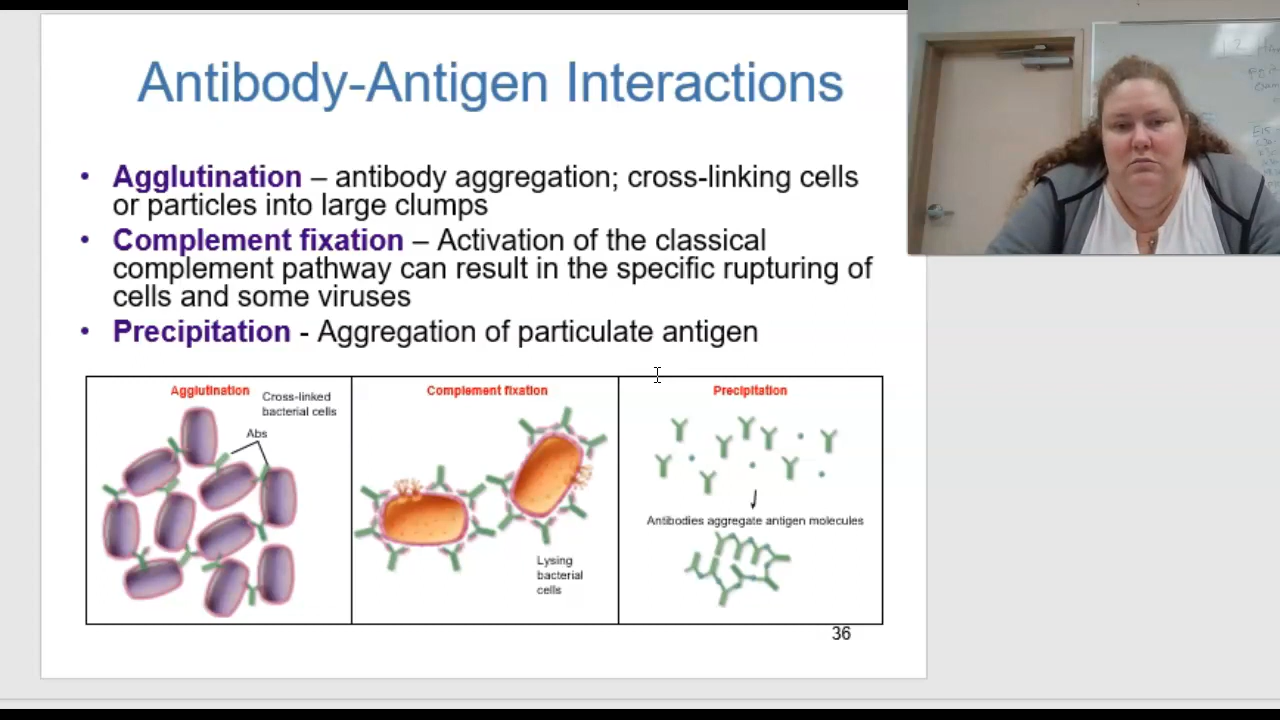 Antibody-Antigen Interactions
• Agglutination – antibody aggregation; cross-linking cells
or particles into large clumps
• Complement fixation – Activation of the classical
complement pathway can result in the specific rupturing of
cells and some viruses
• Precipitation - Aggregation of particulate antigen
Agglutination
Cross-linked
bacterial cells
Abs
Complement fixation
Lysing
bacterial
cells
Precipitation
Antibodies aggregate antigen molecules
36